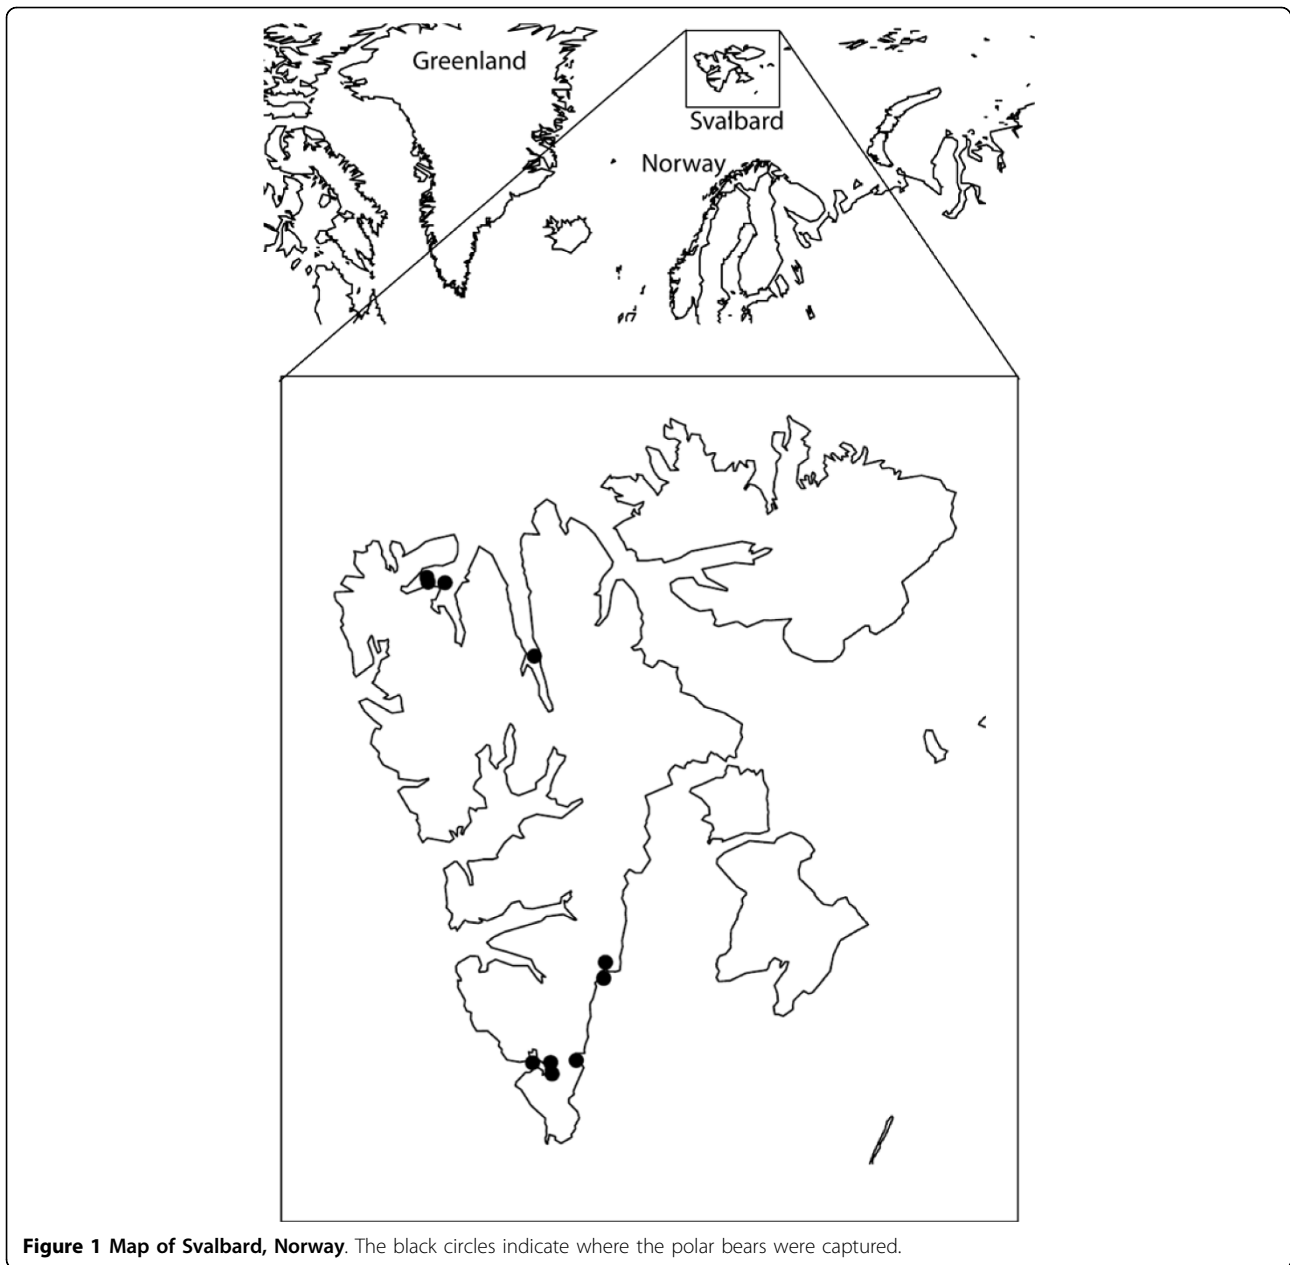 Greenland
Svalbard
Norway
Figure 1 Map of Svalbard, Norway. The black circles indicate where the polar bears were captured.